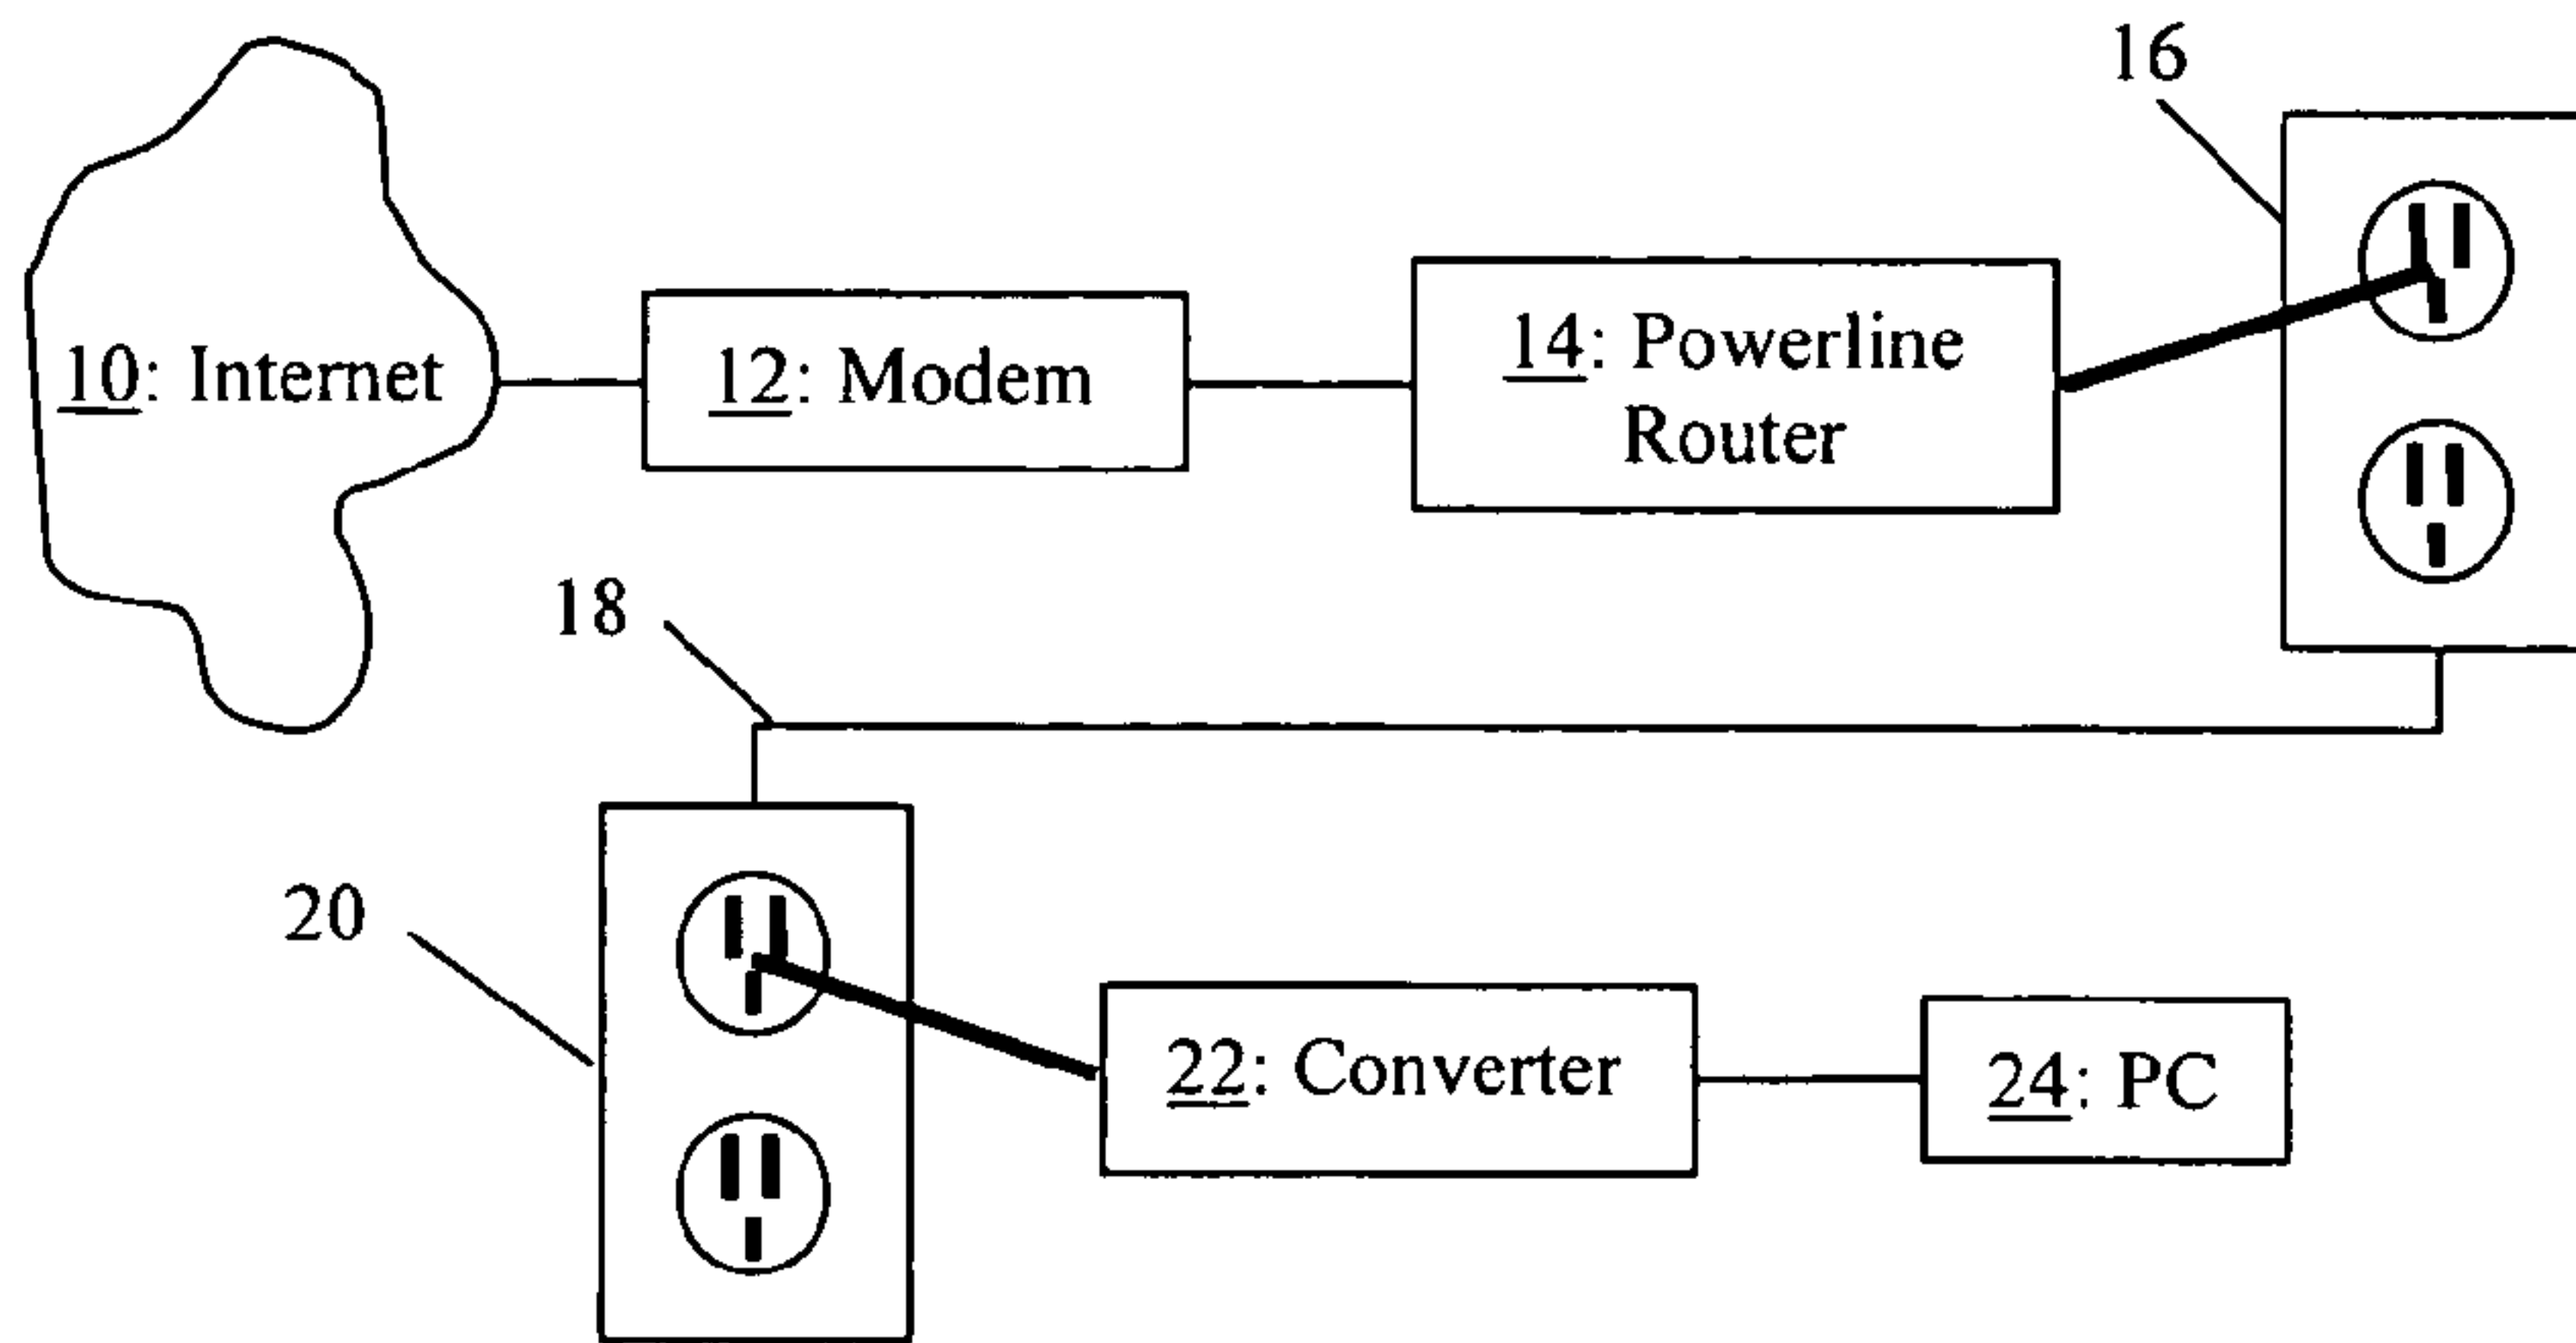 16
10: Internet
12: Modem
14: Powerline
Router
18
20
22: Converter
24: PC